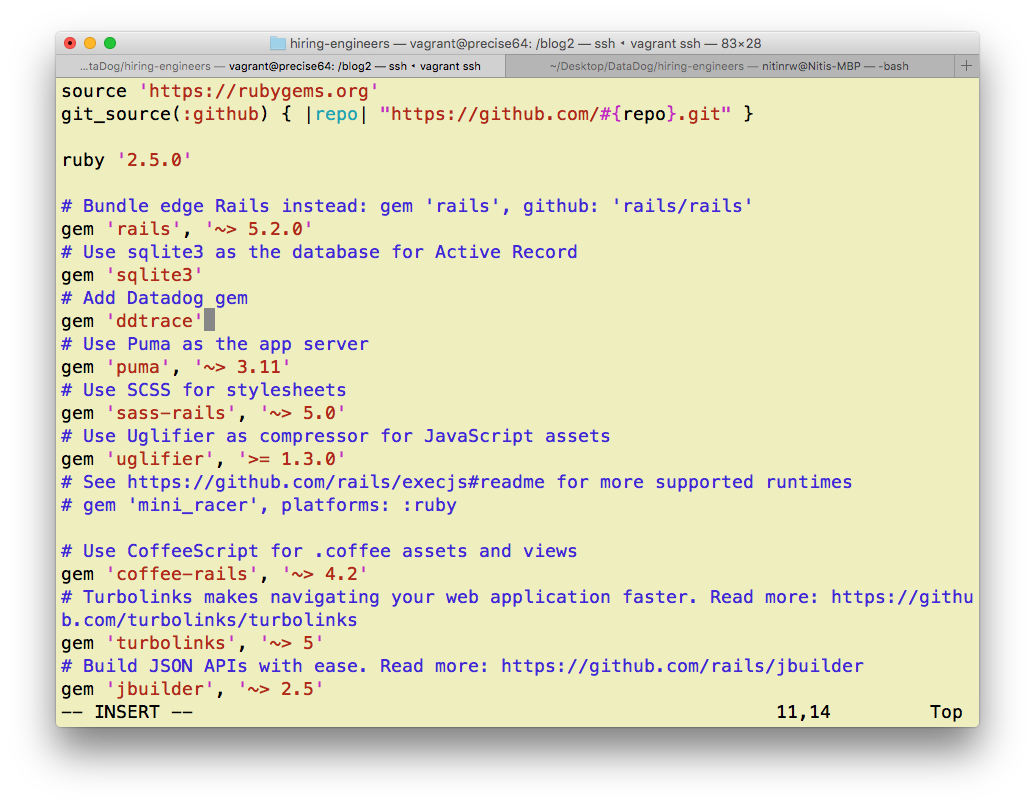 hiring-engineers — vagrant@precise64: /blog2 — ssh ‹ vagrant ssh — 83×28
...taDog/hiring-engineers — vagrant@precise64: /blog2 — ssh ‹ vagrant ssh
~/Desktop/DataDog/hiring-engineers — nitinrw@Nitis-MBP — -bash
source 'https://rubygems.org'
git_source(:github) { |repo| "https://github.com/#{repo}.git" }
ruby '2.5.0'
# Bundle edge Rails instead: gem 'rails', github: 'rails/rails'
gem 'rails', '~> 5.2.0'
# Use sqlite3 as the database for Active Record
gem 'sqlite3'
# Add Datadog gem
gem 'ddtrace'
# Use Puma as the app server
gem 'puma', '~> 3.11'
# Use SCSS for stylesheets
gem 'sass-rails', '~> 5.0'
# Use Uglifier as compressor for JavaScript assets
gem 'uglifier', '>= 1.3.0'
# See https://github.com/rails/execjs#readme for more supported runtimes
# gem 'mini_racer', platforms: :ruby
# Use CoffeeScript for .coffee assets and views
gem 'coffee-rails', '~> 4.2'
# Turbolinks makes navigating your web application faster. Read more: https://githu
b.com/turbolinks/turbolinks
gem 'turbolinks', '~> 5'
# Build JSON APIs with ease. Read more: https://github.com/rails/jbuilder
gem 'jbuilder', '~> 2.5'
-- INSERT -- 11,14 Top